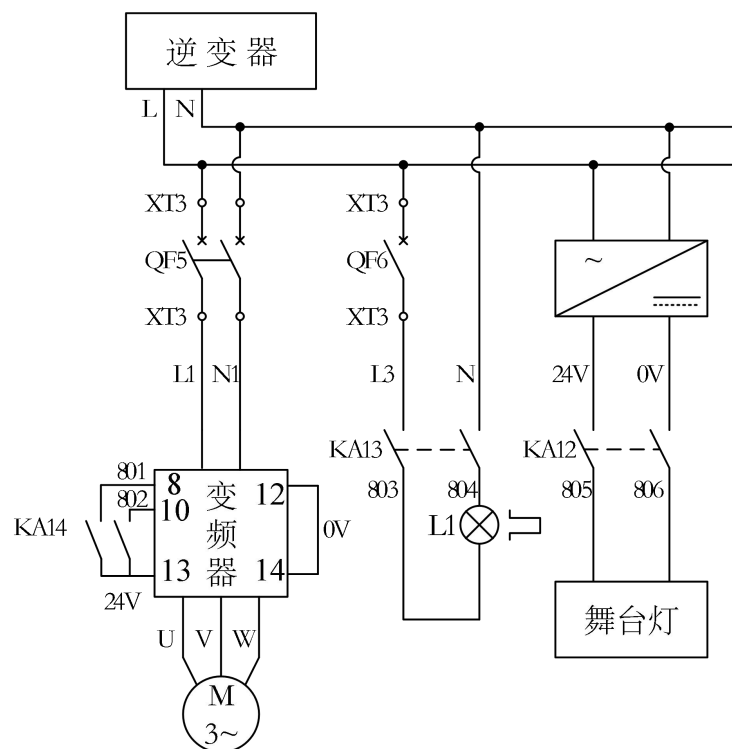 逆变器
L N
XT3 XT3
QF5 QF6 ~
XT3 XT3
L1 N1 L3 N 24V 0V
KA13 KA12
801 8 变 12 803 804 805 806
802 10
KA14 频 0V L1
13 器 14
24V 舞台灯
U V W
M
3~